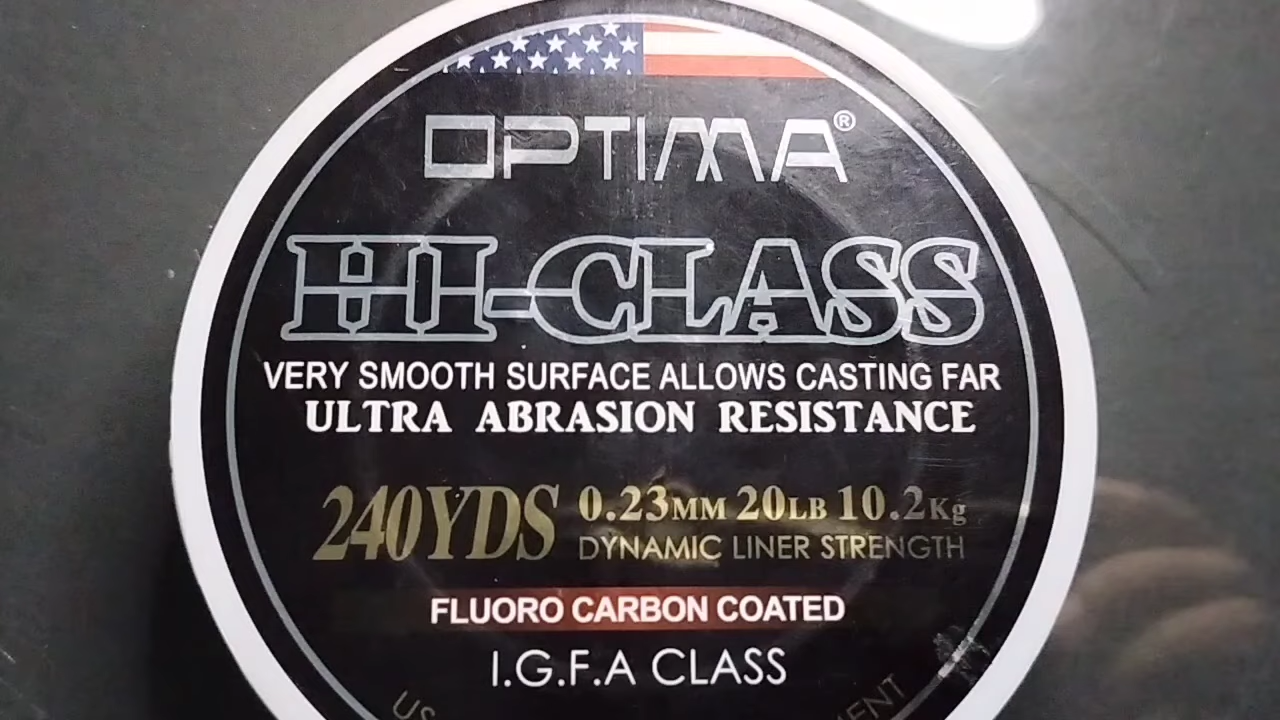 OPTIMA®
HI-CLASS
VERY SMOOTH SURFACE ALLOWS CASTING FAR
ULTRA ABRASION RESISTANCE
240YDS 0.23MM 20LB 10.2Kg
DYNAMIC LINER STRENGTH
FLUORO CARBON COATED
I.G.F.A CLASS